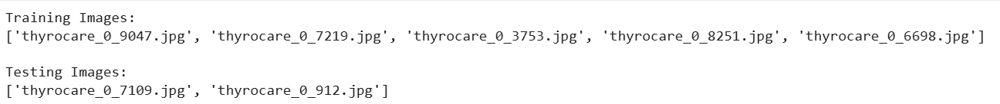 Training Images:
['thyrocare_0_9047.jpg', 'thyrocare_0_7219.jpg', 'thyrocare_0_3753.jpg', 'thyrocare_0_8251.jpg', 'thyrocare_0_6698.jpg']
Testing Images:
['thyrocare_0_7109.jpg', 'thyrocare_0_912.jpg']